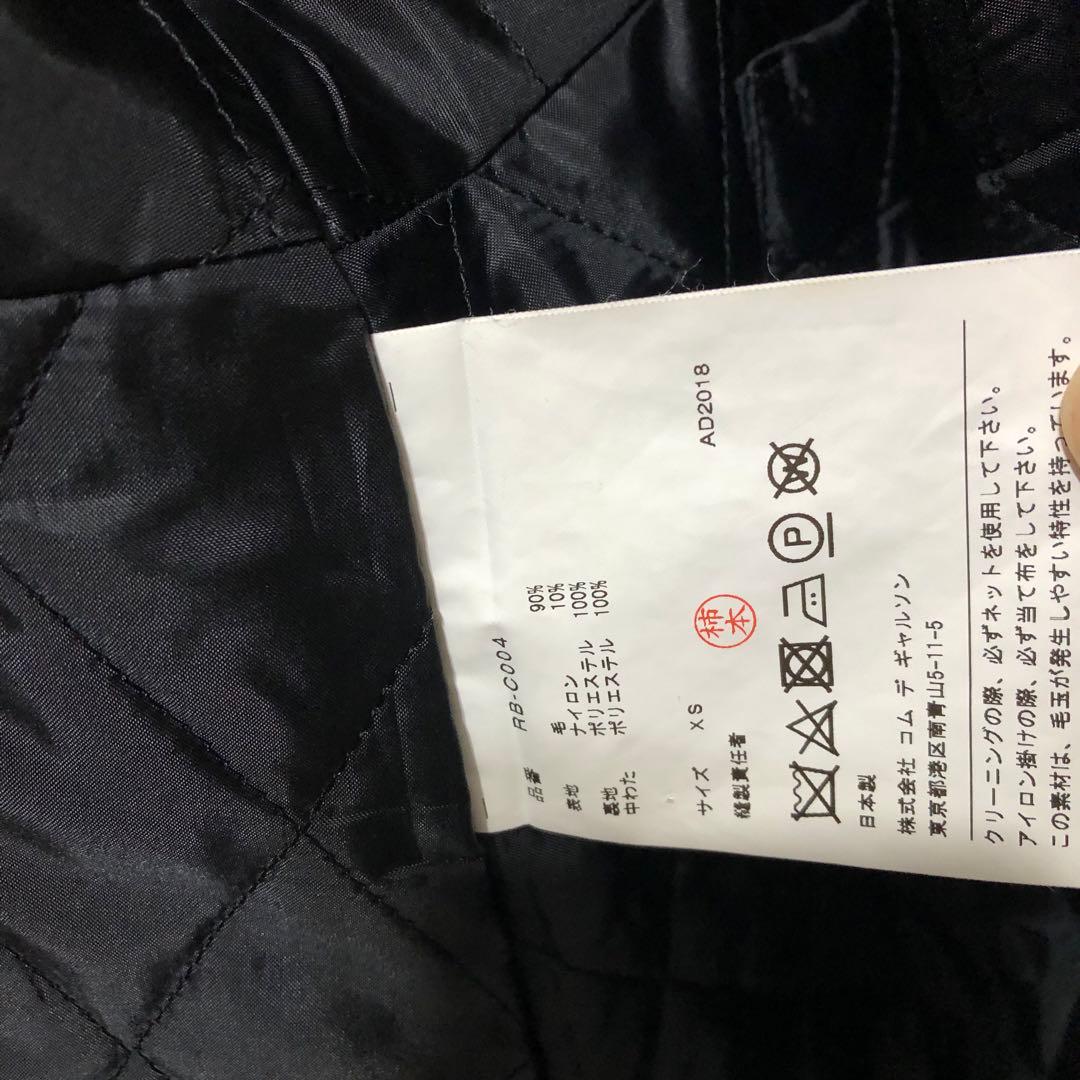 品番 RB-C004
表地 毛 90%
ナイロン 10%
裏地 ポリエステル 100%
中わた ポリエステル 100%
サイズ XS AD2018
縫製責任者 柿本
P W
日本製
株式会社 コム デ ギャルソン
東京都港区南青山5-11-5
クリーニングの際、必ずネットを使用して下さい。
アイロン掛けの際、必ず当て布をして下さい。
この素材は、毛玉が発生しやすい特性を持っています。